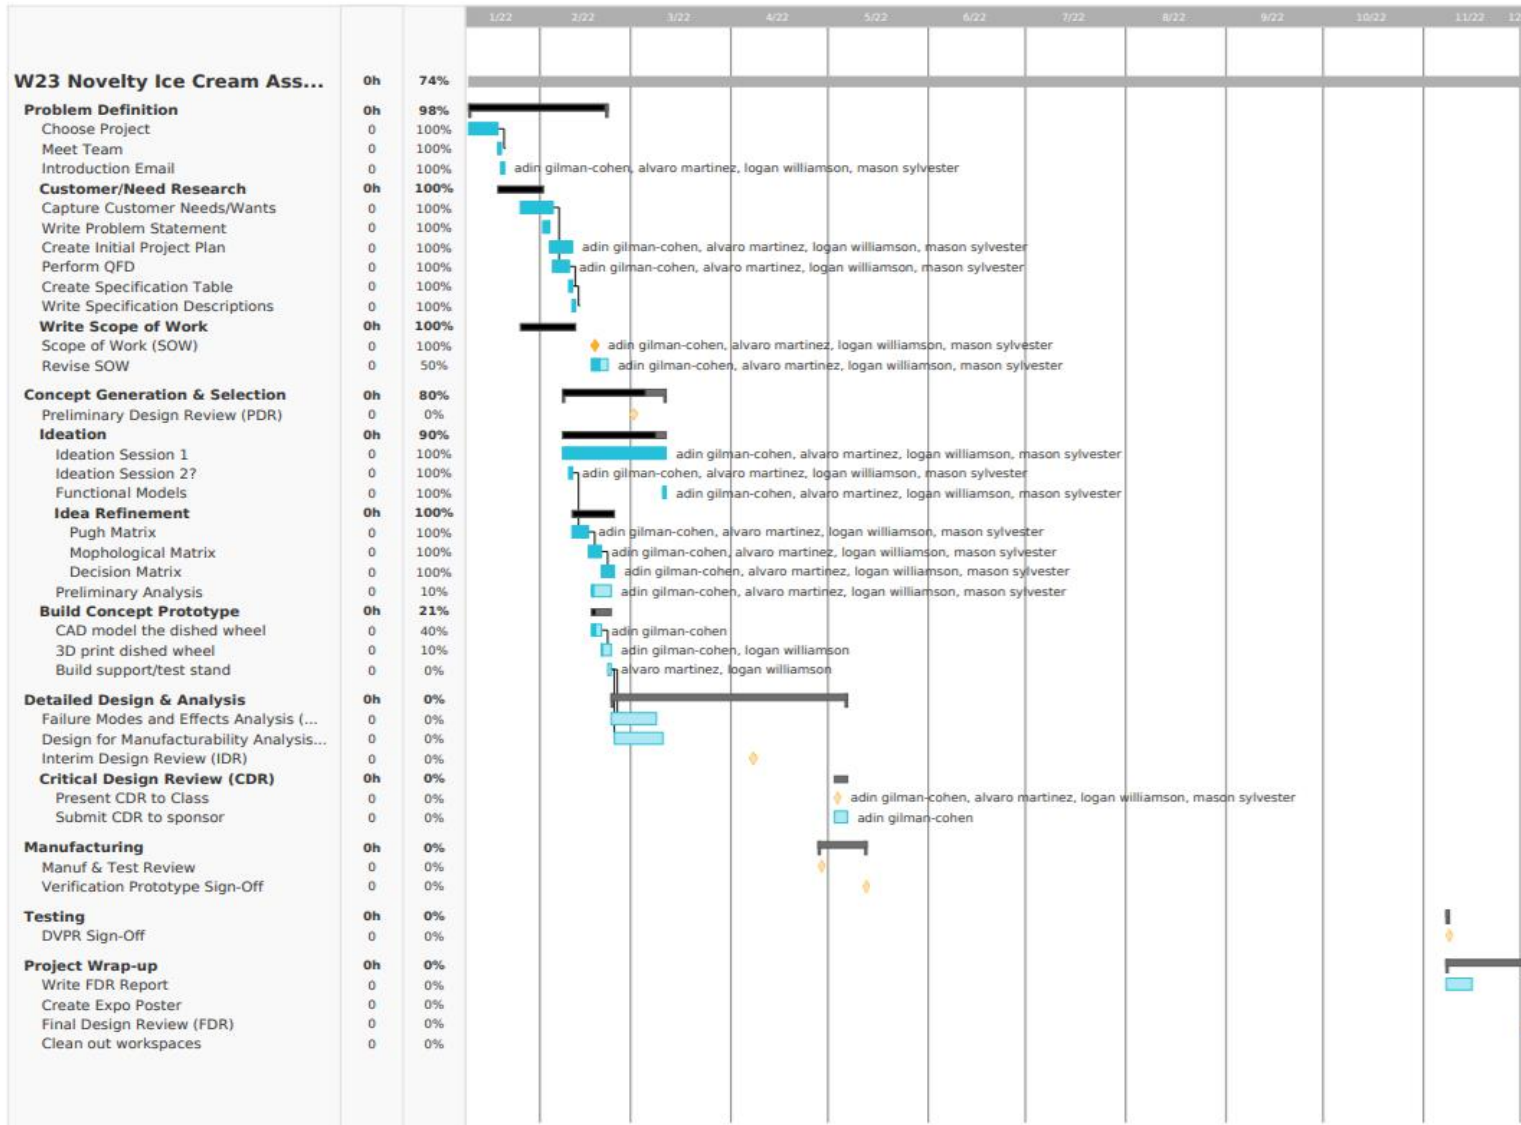 1/22 2/22 3/22 4/22 5/22 6/22 7/22 8/22 9/22 10/22 11/22 12
W23 Novelty Ice Cream Ass... 0h 74%
Problem Definition 0h 98%
Choose Project 0 100%
Meet Team 0 100%
Introduction Email 0 100% adin gilman-cohen, alvaro martinez, logan williamson, mason sylvester
Customer/Need Research 0h 100%
Capture Customer Needs/Wants 0 100%
Write Problem Statement 0 100%
Create Initial Project Plan 0 100% adin gilman-cohen, alvaro martinez, logan williamson, mason sylvester
Perform QFD 0 100% adin gilman-cohen, alvaro martinez, logan williamson, mason sylvester
Create Specification Table 0 100%
Write Specification Descriptions 0 100%
Write Scope of Work 0h 100%
Scope of Work (SOW) 0 100% adin gilman-cohen, alvaro martinez, logan williamson, mason sylvester
Revise SOW 0 50% adin gilman-cohen, alvaro martinez, logan williamson, mason sylvester
Concept Generation & Selection 0h 80%
Preliminary Design Review (PDR) 0 0%
Ideation 0h 90%
Ideation Session 1 0 100% adin gilman-cohen, alvaro martinez, logan williamson, mason sylvester
Ideation Session 2? 0 100% adin gilman-cohen, alvaro martinez, logan williamson, mason sylvester
Functional Models 0 100% adin gilman-cohen, alvaro martinez, logan williamson, mason sylvester
Idea Refinement 0h 100%
Pugh Matrix 0 100% adin gilman-cohen, alvaro martinez, logan williamson, mason sylvester
Mophological Matrix 0 100% adin gilman-cohen, alvaro martinez, logan williamson, mason sylvester
Decision Matrix 0 100% adin gilman-cohen, alvaro martinez, logan williamson, mason sylvester
Preliminary Analysis 0 10% adin gilman-cohen, alvaro martinez, logan williamson, mason sylvester
Build Concept Prototype 0h 21%
CAD model the dished wheel 0 40% adin gilman-cohen
3D print dished wheel 0 10% adin gilman-cohen, logan williamson
Build support/test stand 0 0% alvaro martinez, logan williamson
Detailed Design & Analysis 0h 0%
Failure Modes and Effects Analysis (... 0 0%
Design for Manufacturability Analysis... 0 0%
Interim Design Review (IDR) 0 0%
Critical Design Review (CDR) 0h 0%
Present CDR to Class 0 0% adin gilman-cohen, alvaro martinez, logan williamson, mason sylvester
Submit CDR to sponsor 0 0% adin gilman-cohen
Manufacturing 0h 0%
Manuf & Test Review 0 0%
Verification Prototype Sign-Off 0 0%
Testing 0h 0%
DVPR Sign-Off 0 0%
Project Wrap-up 0h 0%
Write FDR Report 0 0%
Create Expo Poster 0 0%
Final Design Review (FDR) 0 0%
Clean out workspaces 0 0%